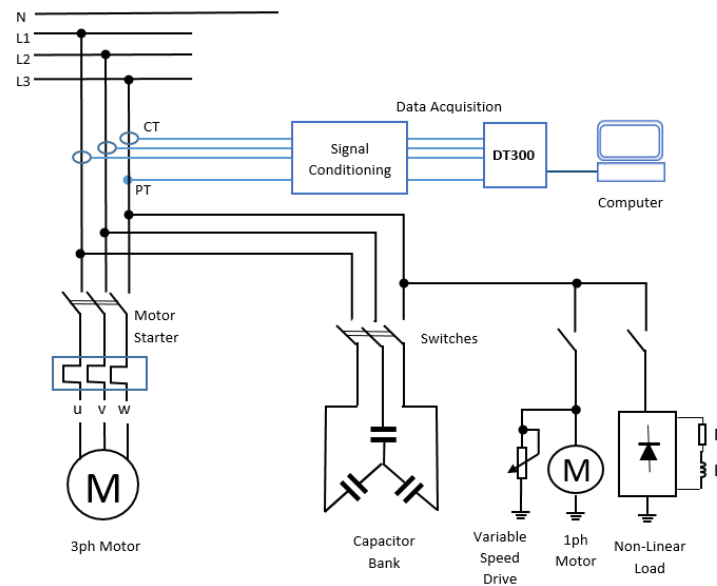 N
L1
L2
L3
CT
PT
Data Acquisition
Signal
Conditioning
DT300
Computer
Motor
Starter
Switches
u v w
M
3ph Motor
Capacitor
Bank
M
Variable
Speed
Drive
1ph
Motor
Non-Linear
Load